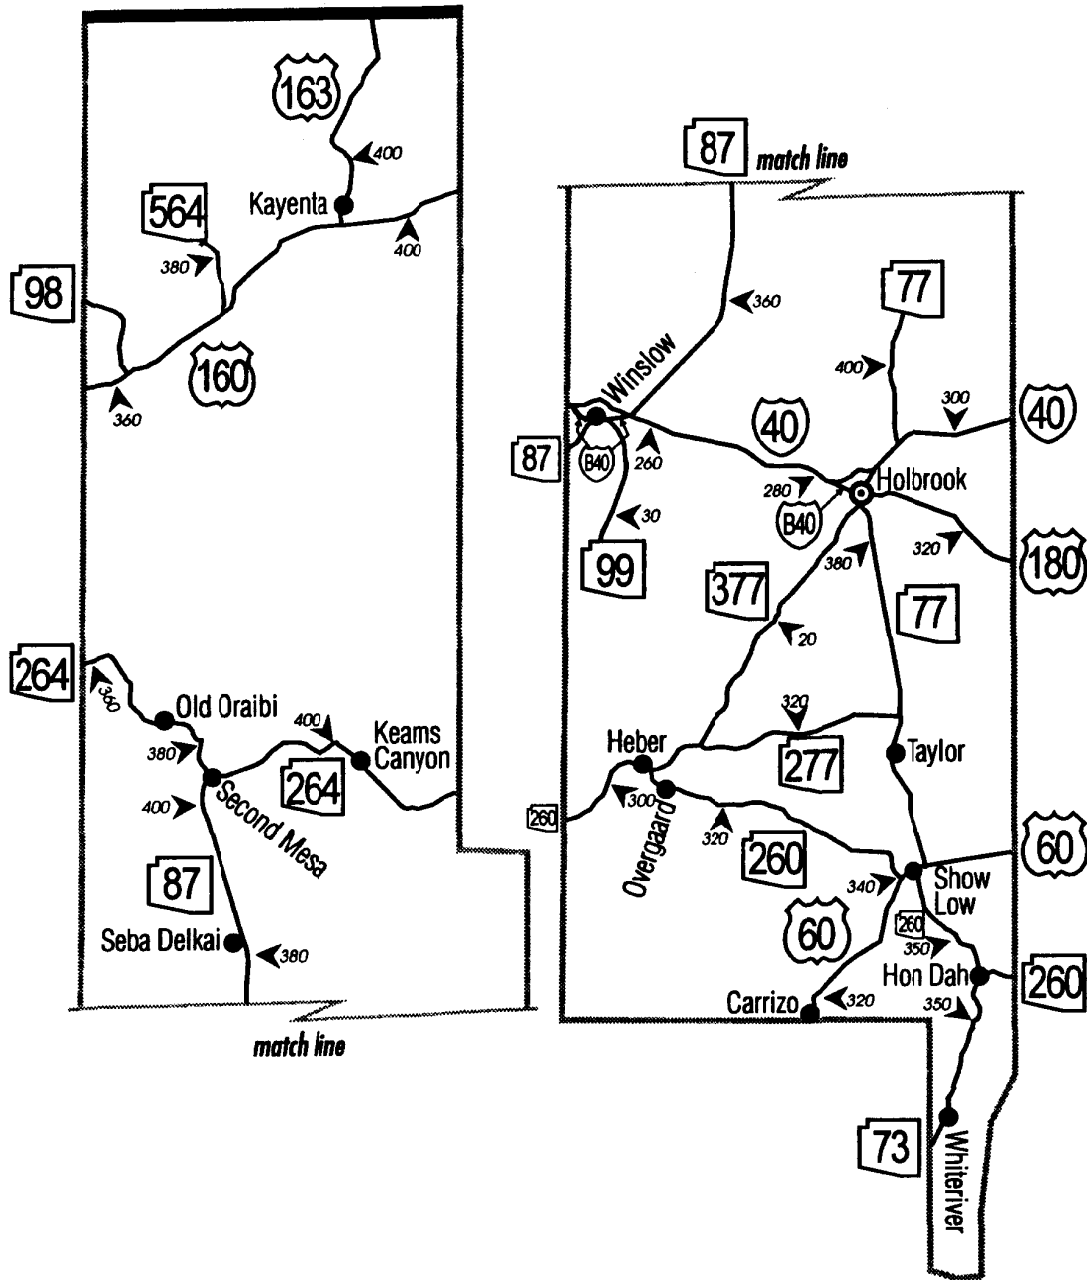 163
400
Kayenta
564
380
400
98
160
360
264
360
Old Oraibi
380
400
Keams
Canyon
264
400
Second Mesa
87
Seba Delkai
380
match line
87
match line
360
77
400
300
40
Winslow
40
87
B40
260
280
Holbrook
B40
30
99
380
320
180
377
77
20
320
Heber
277
Taylor
260
300
Overgaard
320
260
60
340
Show
Low
60
260
350
Hon Dah
260
Carrizo
320
350
73
Whiteriver